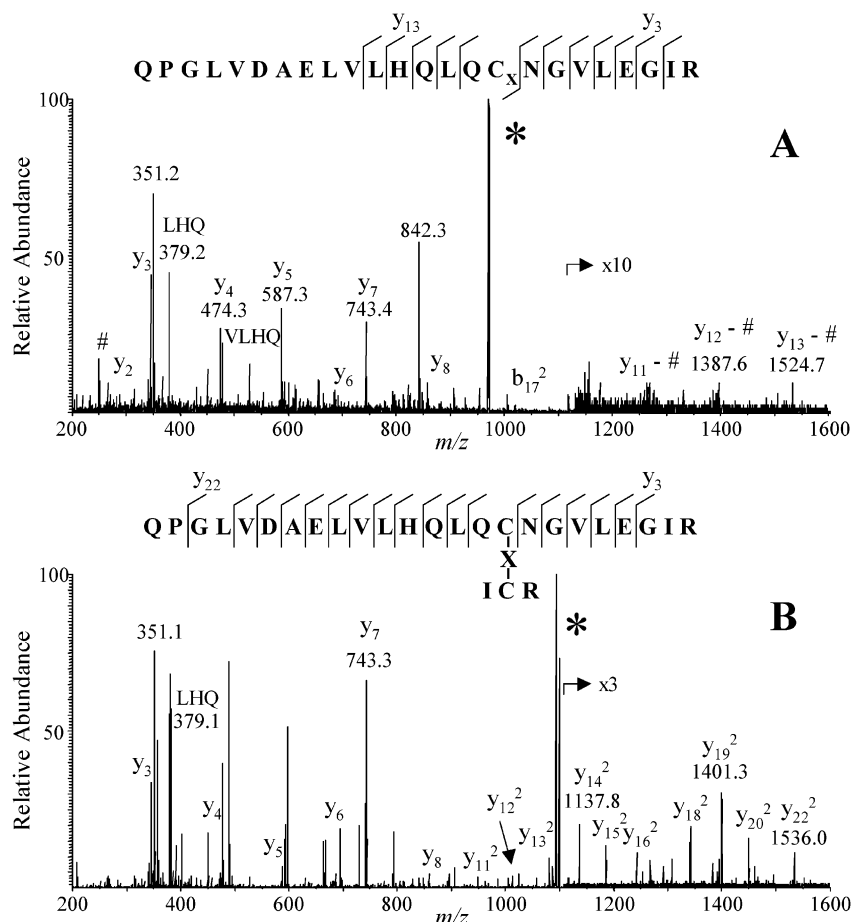 y13 y3
Q P G L V D A E L V L H Q L Q CX N G V L E G I R
A
*
100
50
Relative Abundance
351.2
LHQ
379.2
y3
#
y2
y4
474.3
VLHQ
y5
587.3
y6
y7
743.4
842.3
y8
b17 2
x10
y11 - #
y12 - #
1387.6
y13 - #
1524.7
200 400 600 800 1000 1200 1400 1600
m/z
y22 y3
Q P G L V D A E L V L H Q L Q C N G V L E G I R
X
I C R
B
*
100
50
Relative Abundance
351.1
LHQ
379.1
y3
y4
y5
y6
y7
743.3
y8
y11 2
y12 2
y13 2
x3
y14 2
1137.8
y15 2
y16 2
y18 2
y19 2
1401.3
y20 2
y22 2
1536.0
200 400 600 800 1000 1200 1400 1600
m/z